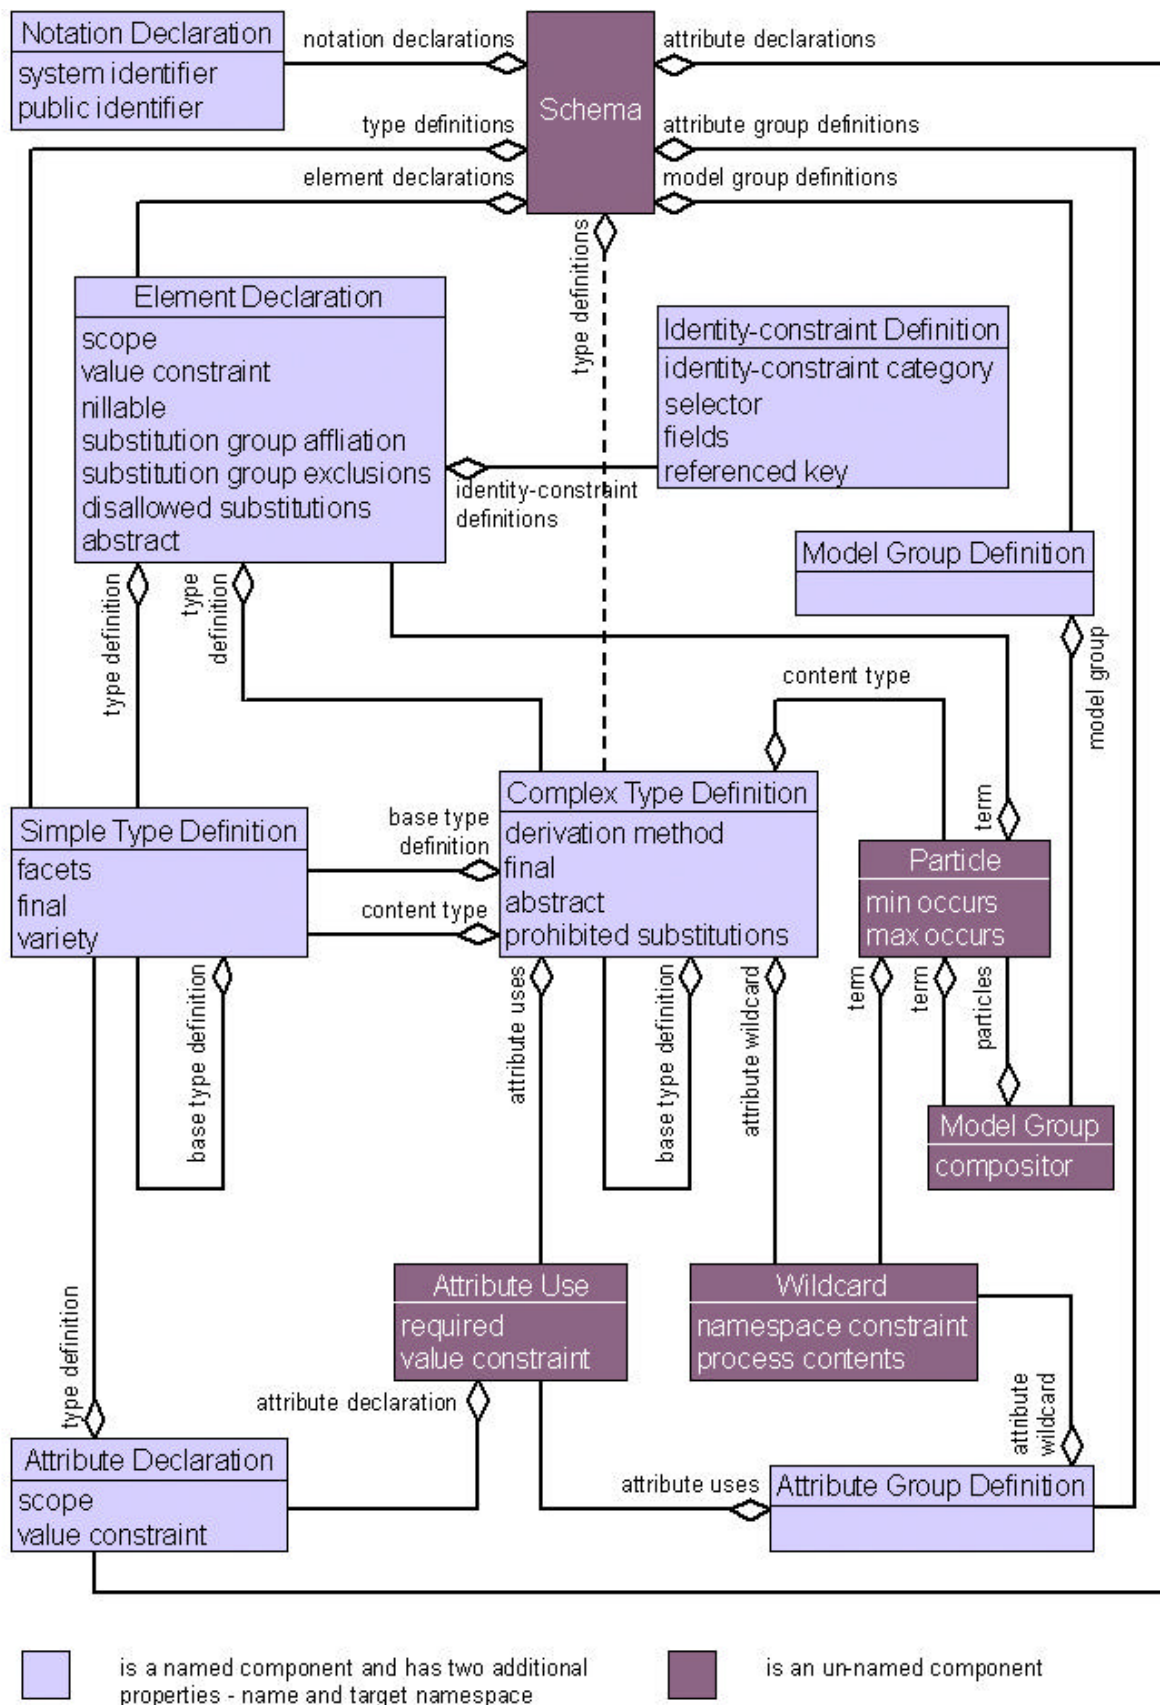 Notation Declaration
system identifier
public identifier
notation declarations
Schema
attribute declarations
type definitions
attribute group definitions
element declarations
model group definitions
type definitions
Element Declaration
scope
value constraint
nillable
substitution group affliation
substitution group exclusions
disallowed substitutions
abstract
Identity-constraint Definition
identity-constraint category
selector
fields
referenced key
identity-constraint
definitions
Model Group Definition
type definition
type
definition
model group
content type
term
Complex Type Definition
derivation method
final
abstract
prohibited substitutions
Simple Type Definition
facets
final
variety
base type
definition
content type
Particle
min occurs
max occurs
base type definition
attribute uses
base type definition
attribute wildcard
term
term
particles
Model Group
compositor
Attribute Use
required
value constraint
Wildcard
namespace constraint
process contents
type definition
attribute declaration
attribute
wildcard
Attribute Declaration
scope
value constraint
attribute uses
Attribute Group Definition
is a named component and has two additional
properties - name and target namespace
is an un-named component